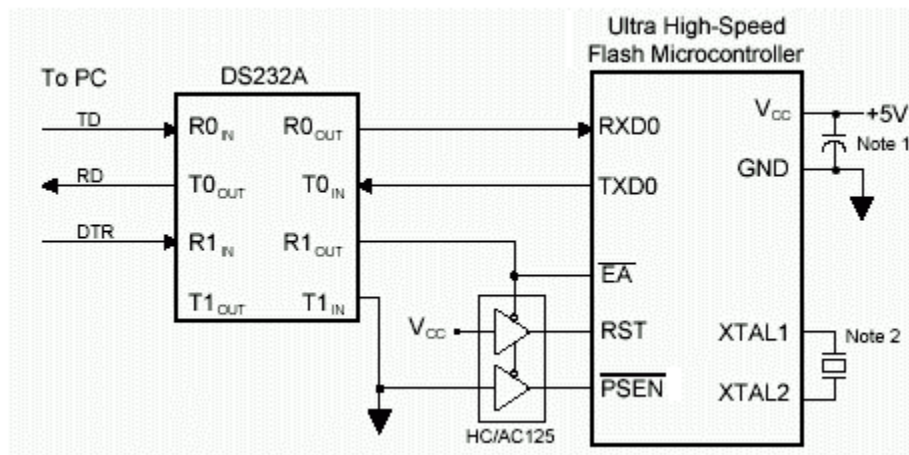 Ultra High-Speed
Flash Microcontroller
To PC
DS232A
TD
R0IN
R0OUT
RXD0
VCC
+5V
Note 1
RD
T0OUT
T0IN
TXD0
GND
DTR
R1IN
R1OUT
EA
T1OUT
T1IN
VCC
RST
XTAL1
Note 2
PSEN
XTAL2
HC/AC125